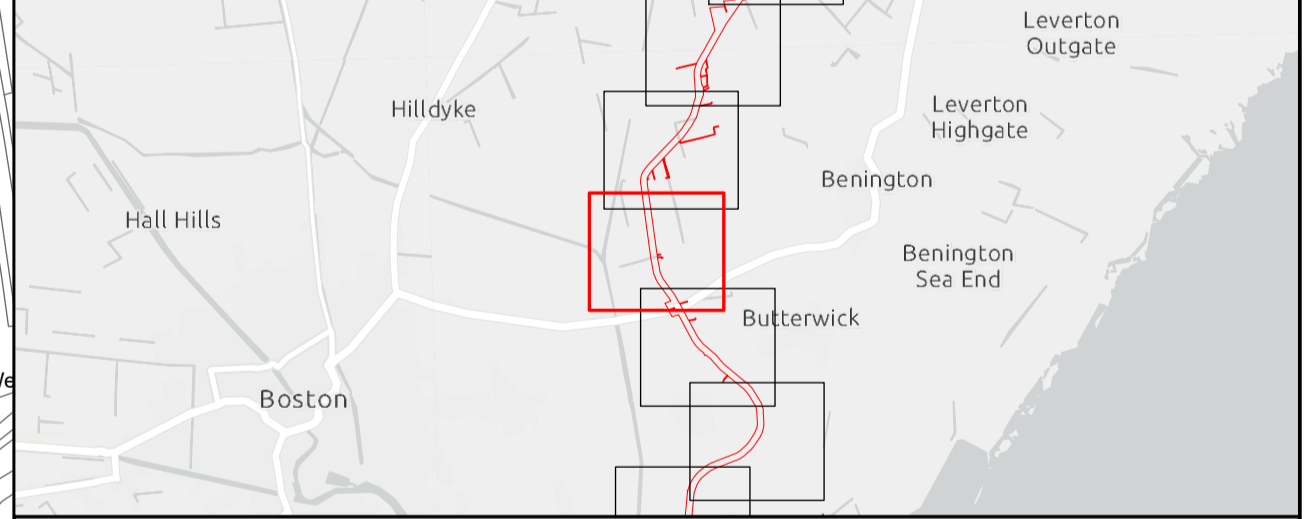 Leverton
Outgate
Hilldyke
Leverton
Highgate
Benington
Hall Hills
Benington
Sea End
Butterwick
Boston